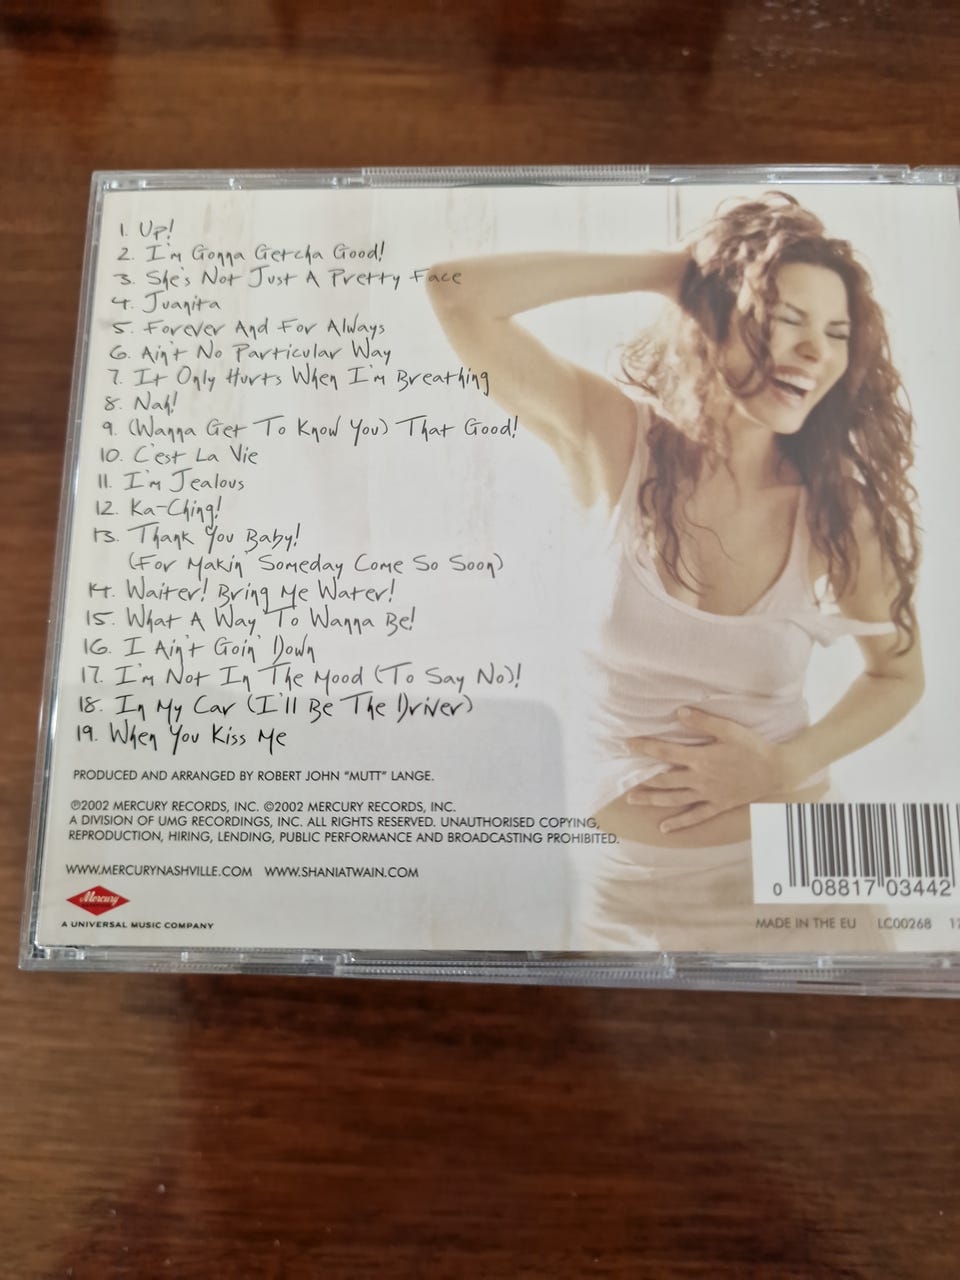 1. Up!
2. I'm Gonna Getcha Good!
3. She's Not Just A Pretty Face
4. Juanita
5. Forever And For Always
6. Ain't No Particular Way
7. It Only Hurts When I'm Breathing
8. Nah!
9. (Wanna Get To Know You) That Good!
10. C'est La Vie
11. I'm Jealous
12. Ka-Ching!
13. Thank You Baby!
(For Makin' Someday Come So Soon)
14. Waiter! Bring Me Water!
15. What A Way To Wanna Be!
16. I Ain't Goin' Down
17. I'm Not In The Mood (To Say No)!
18. In My Car (I'll Be The Driver)
19. When You Kiss Me
PRODUCED AND ARRANGED BY ROBERT JOHN "MUTT" LANGE.
℗2002 MERCURY RECORDS, INC. ©2002 MERCURY RECORDS, INC.
A DIVISION OF UMG RECORDINGS, INC. ALL RIGHTS RESERVED. UNAUTHORISED COPYING,
REPRODUCTION, HIRING, LENDING, PUBLIC PERFORMANCE AND BROADCASTING PROHIBITED.
WWW.MERCURYNASHVILLE.COM WWW.SHANIATWAIN.COM
Mercury
A UNIVERSAL MUSIC COMPANY
0 08817 03442
MADE IN THE EU LC00268